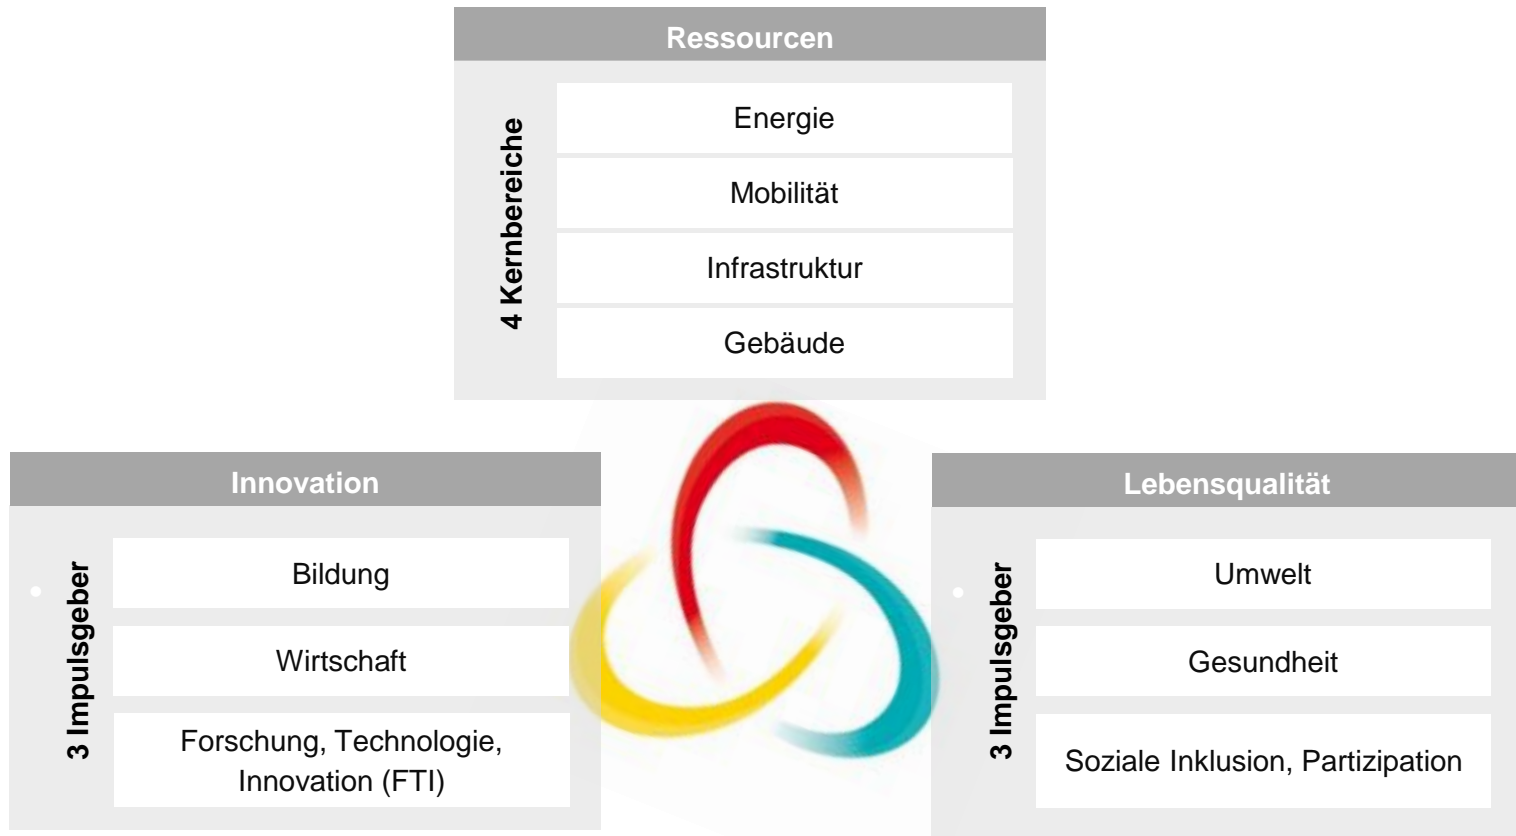 Ressourcen
4 Kernbereiche
Energie
Mobilität
Infrastruktur
Gebäude
Innovation
3 Impulsgeber
Bildung
Wirtschaft
Forschung, Technologie,
Innovation (FTI)
Lebensqualität
3 Impulsgeber
Umwelt
Gesundheit
Soziale Inklusion, Partizipation